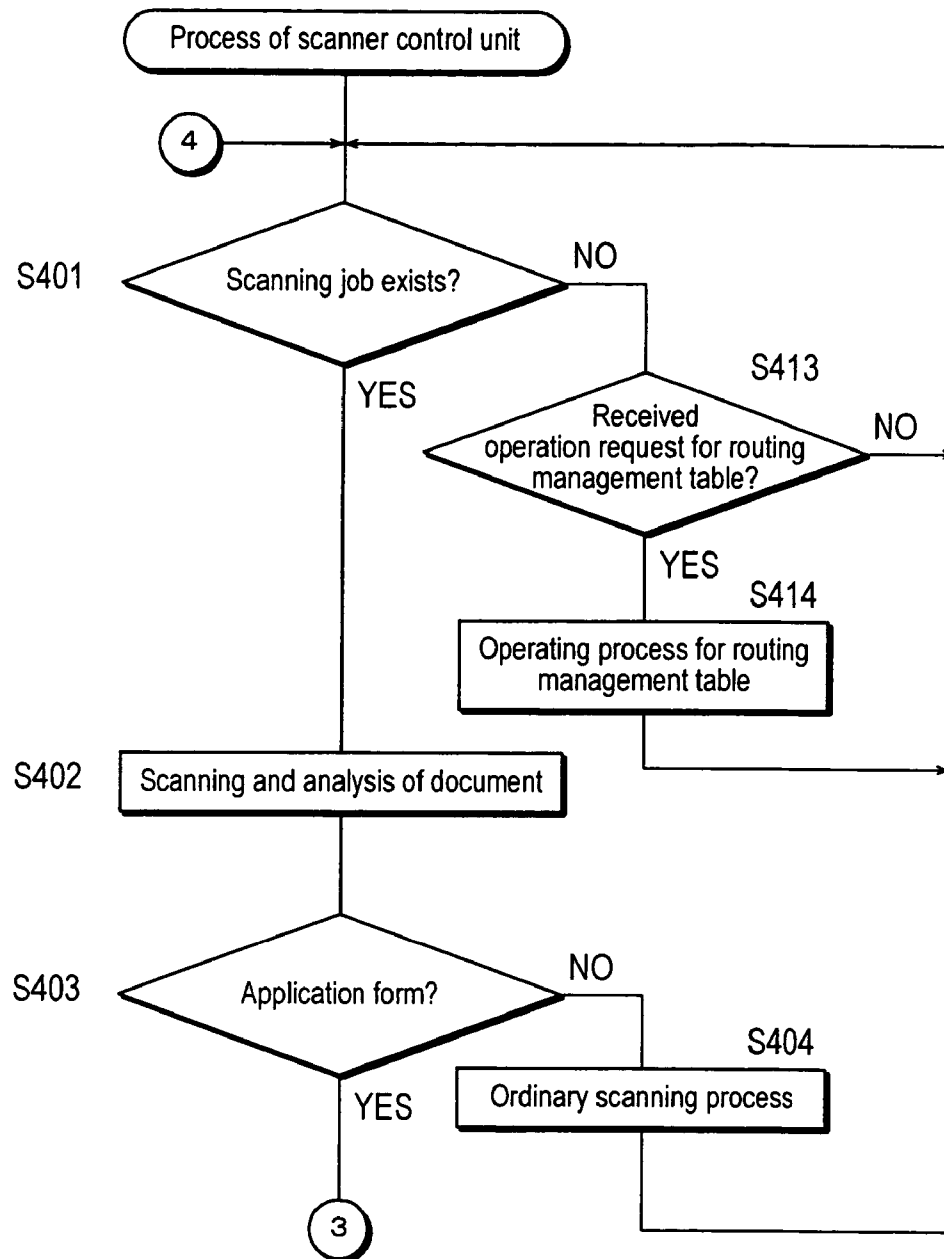 Process of scanner control unit
4
S401
Scanning job exists?
NO
YES
S413
Received
operation request for routing
management table?
NO
YES
S414
Operating process for routing
management table
S402
Scanning and analysis of document
S403
Application form?
NO
YES
S404
Ordinary scanning process
3